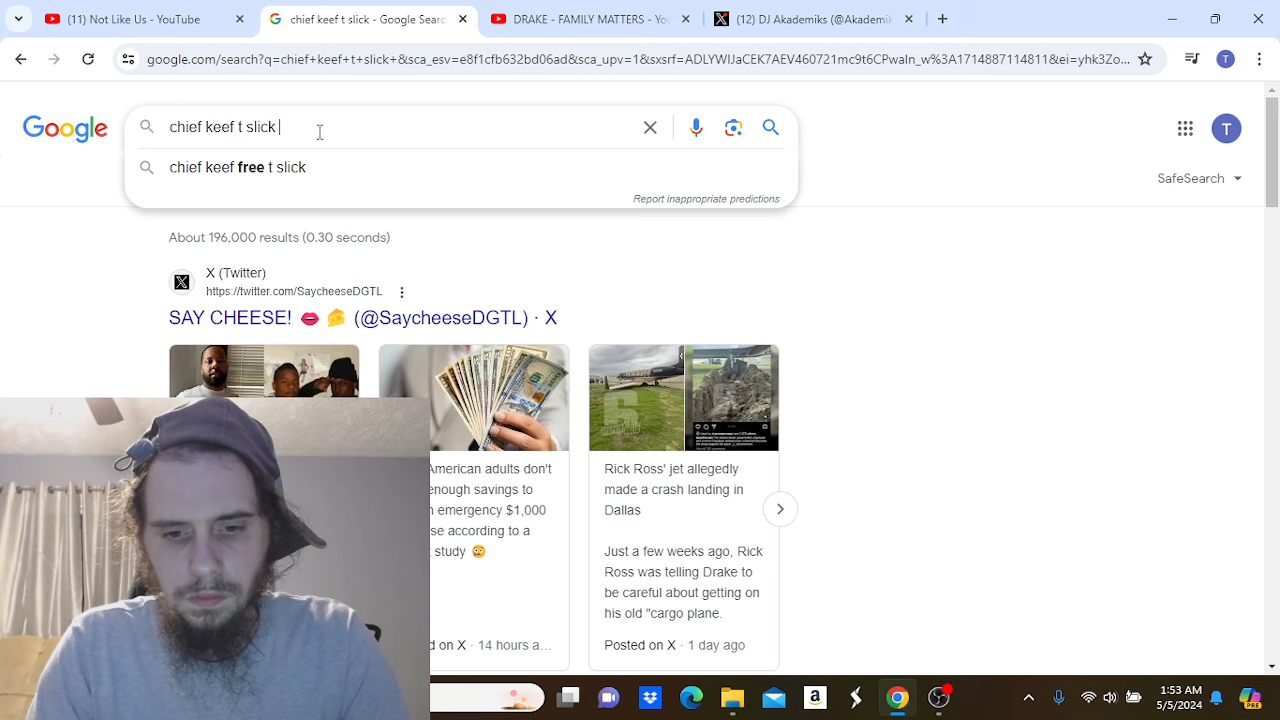 (11) Not Like Us - YouTube
chief keef t slick - Google Searc
DRAKE - FAMILY MATTERS - You
(12) DJ Akademiks (@Akademik
google.com/search?q=chief+keef+t+slick+&sca_esv=e8f1cfb632bd06ad&sca_upv=1&sxsrf=ADLYWIJaCEK7AEV460721mc9t6CPwaIn_w%3A1714887114811&ei=yhk3Zo...
T
Google
chief keef t slick
T
chief keef free t slick
SafeSearch
Report inappropriate predictions
About 196,000 results (0.30 seconds)
X (Twitter)
https://twitter.com/SaycheeseDGTL
SAY CHEESE! 👄 🧀 (@SaycheeseDGTL) · X
American adults don't
enough savings to
n emergency $1,000
se according to a
study 😳
d on X · 14 hours a...
Rick Ross' jet allegedly
made a crash landing in
Dallas
Just a few weeks ago, Rick
Ross was telling Drake to
be careful about getting on
his old "cargo plane.
Posted on X · 1 day ago
1:53 AM
5/5/2024
PRE